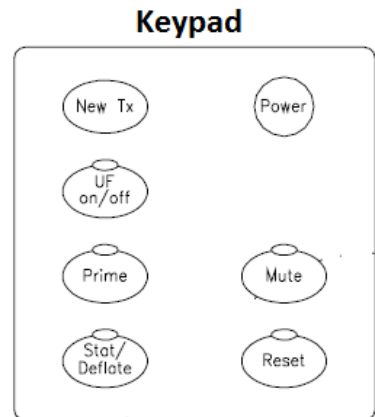 Keypad
New Tx
Power
UF
on/off
Prime
Mute
Stat/
Deflate
Reset